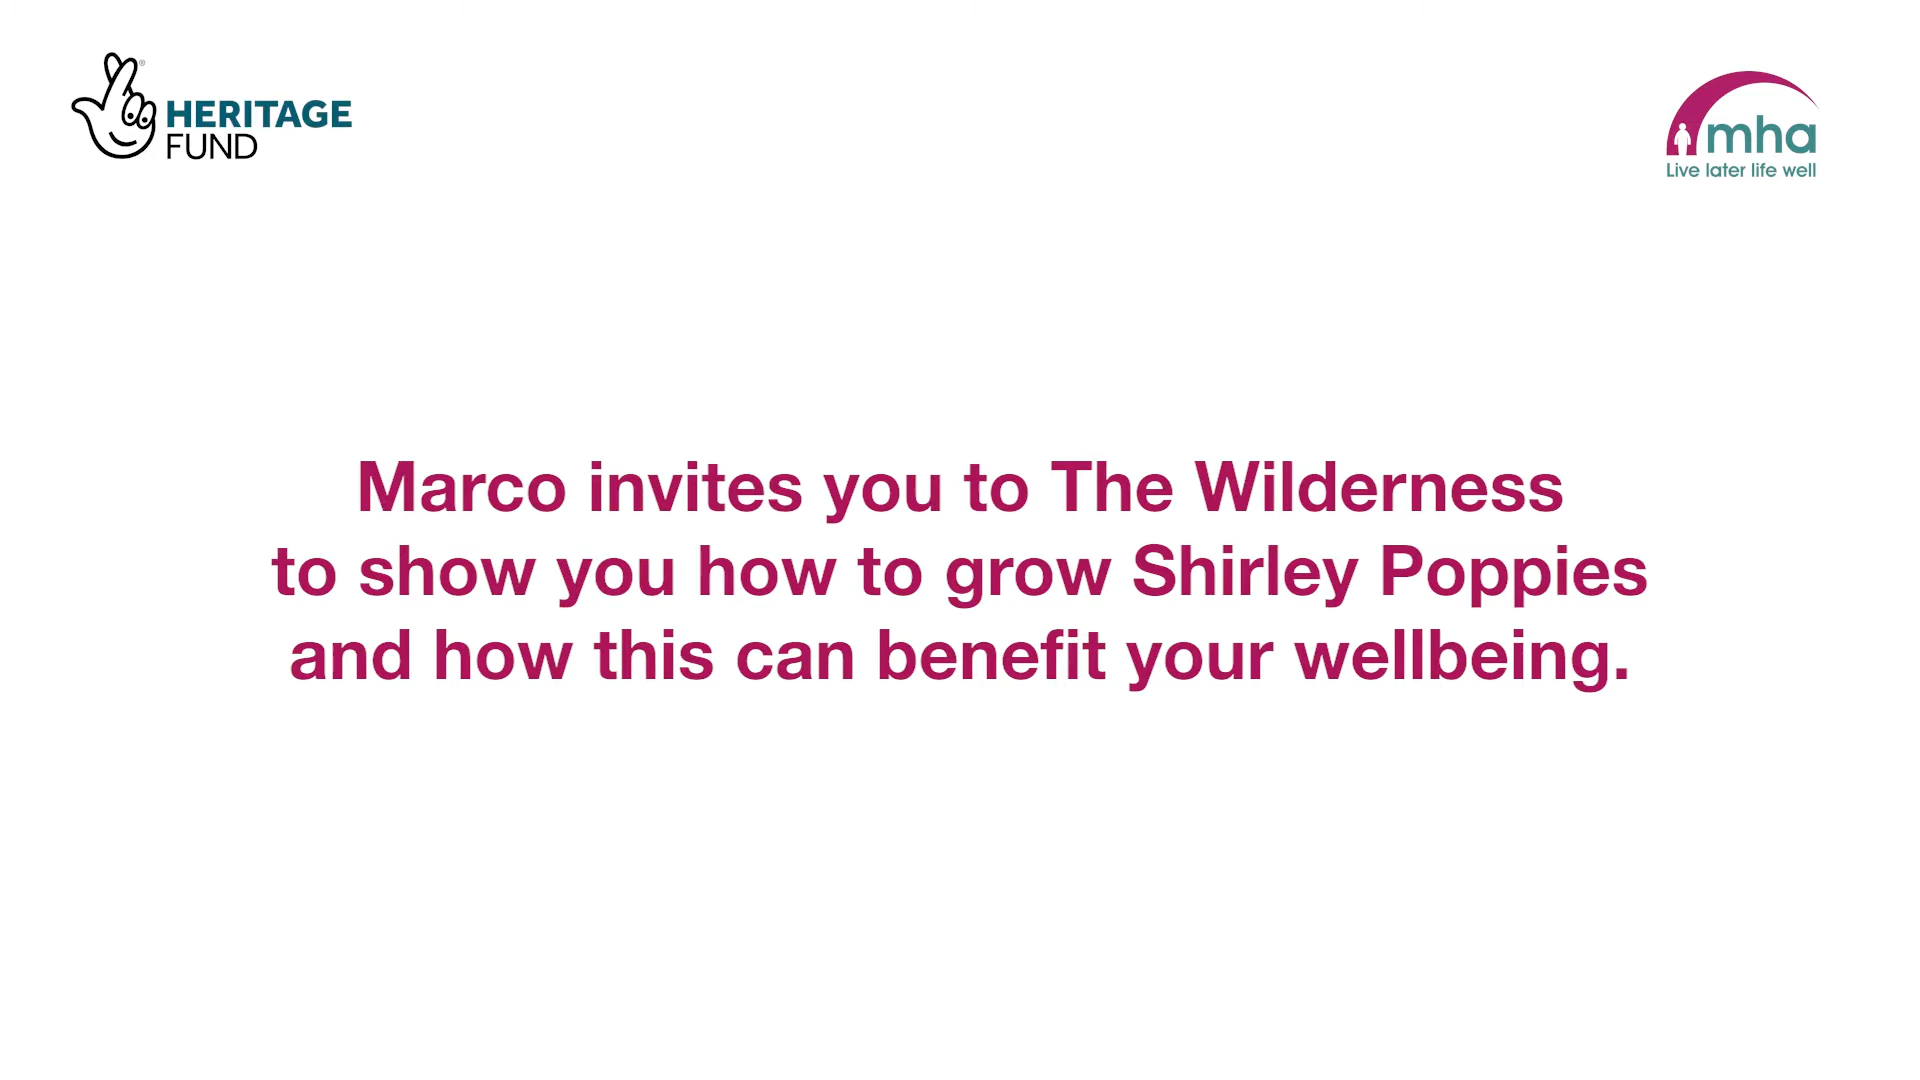 HERITAGE
FUND
mha
Live later life well
Marco invites you to The Wilderness
to show you how to grow Shirley Poppies
and how this can benefit your wellbeing.